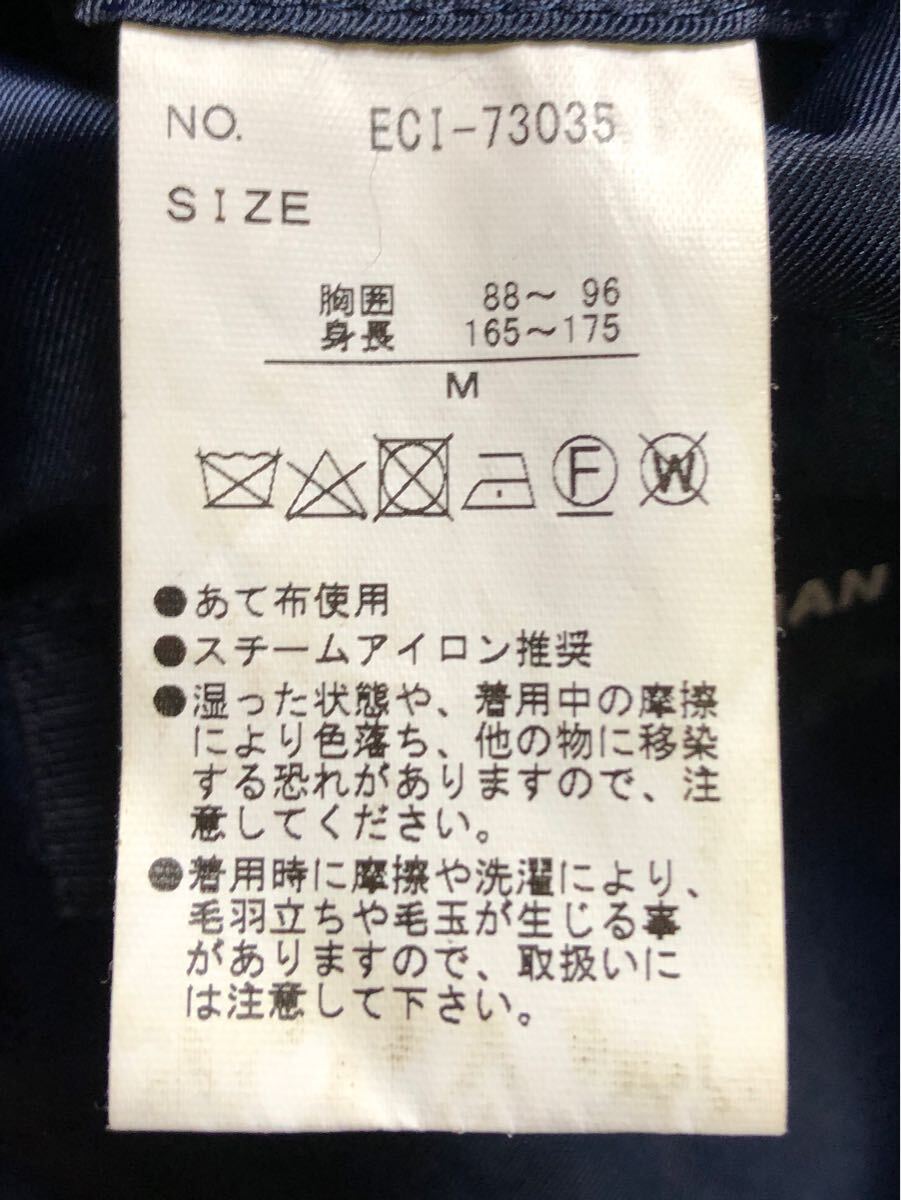 NO. ECI-73035
SIZE
胸囲 88～ 96
身長 165～175
M
F
W
●あて布使用
●スチームアイロン推奨
●湿った状態や、着用中の摩擦
により色落ち、他の物に移染
する恐れがありますので、注
意してください。
●着用時に摩擦や洗濯により、
毛羽立ちや毛玉が生じる事
がありますので、取扱いに
は注意して下さい。